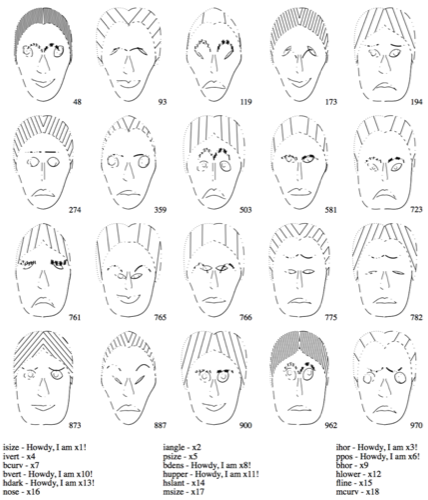 48 93 119 173 194
274 359 503 581 723
761 765 766 775 782
873 887 900 962 970
isize - Howdy, I am x1! iangle - x2 ihor - Howdy, I am x3!
ivert - x4 psize - x5 ppos - Howdy, I am x6!
bcurv - x7 bdens - Howdy, I am x8! bhor - x9
bvert - Howdy, I am x10! hupper - Howdy, I am x11! hlower - x12
hdark - Howdy, I am x13! hslant - x14 fline - x15
nose - x16 msize - x17 mcurv - x18